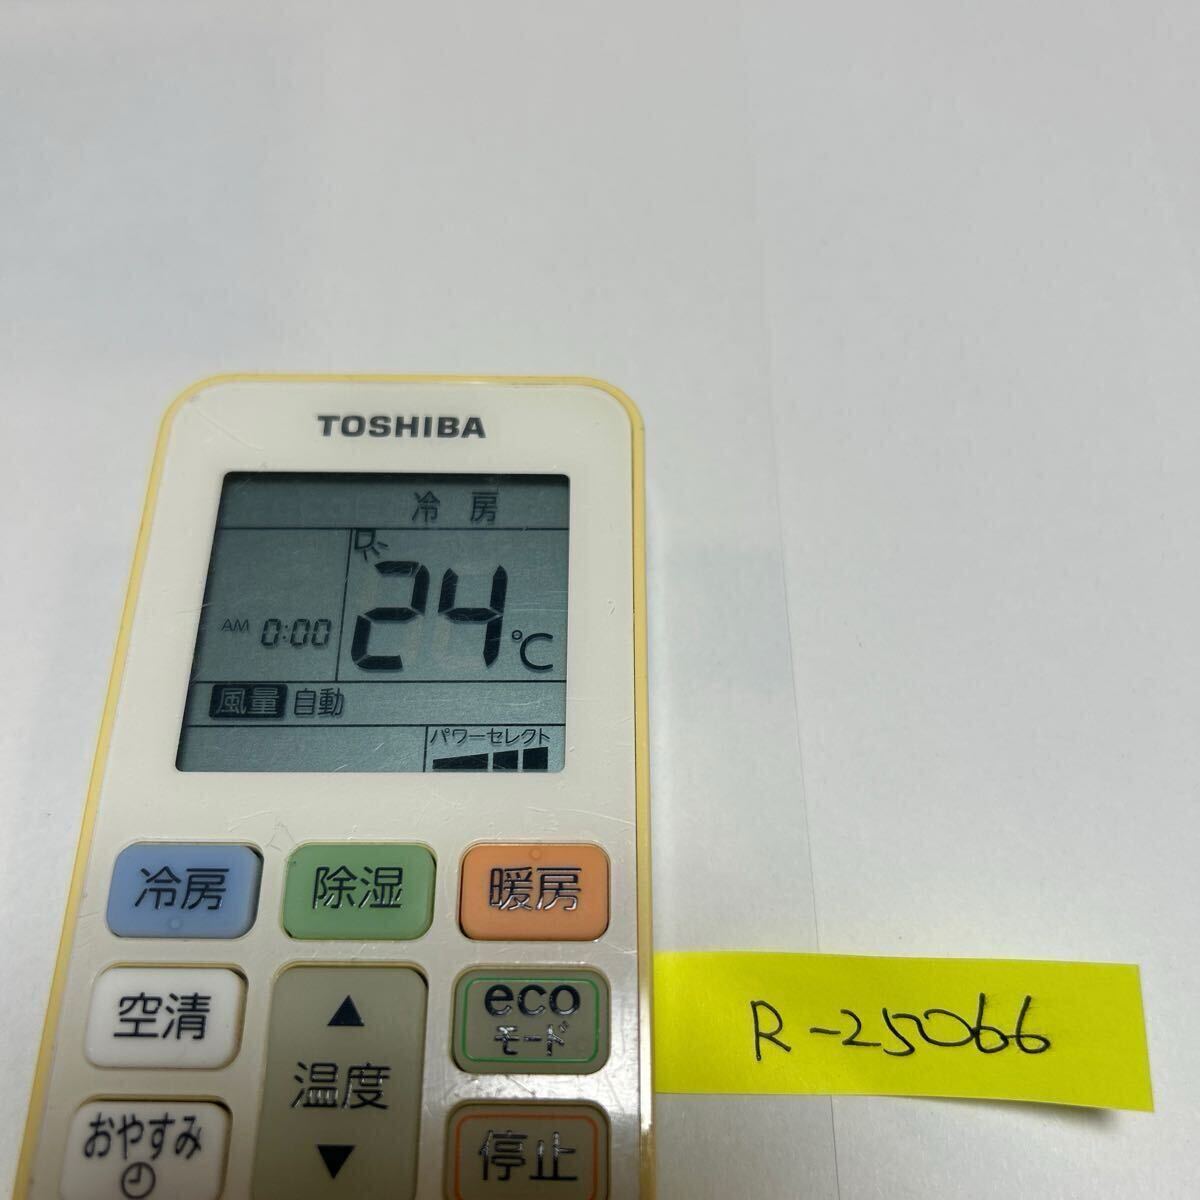 TOSHIBA
冷房
24℃
AM 0:00
風量 自動
パワーセレクト
冷房 除湿 暖房
空清
▲
温度
▼
eco
モード
おやすみ
停止
R-25066